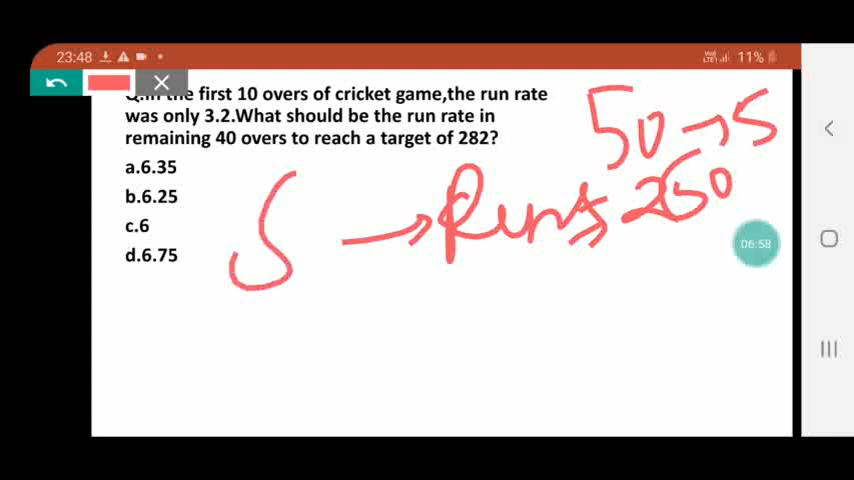 23:48
11%
Q.In the first 10 overs of cricket game,the run rate
was only 3.2.What should be the run rate in
remaining 40 overs to reach a target of 282?
a.6.35
b.6.25
c.6
d.6.75
50→5
S → Runs 250
06:58